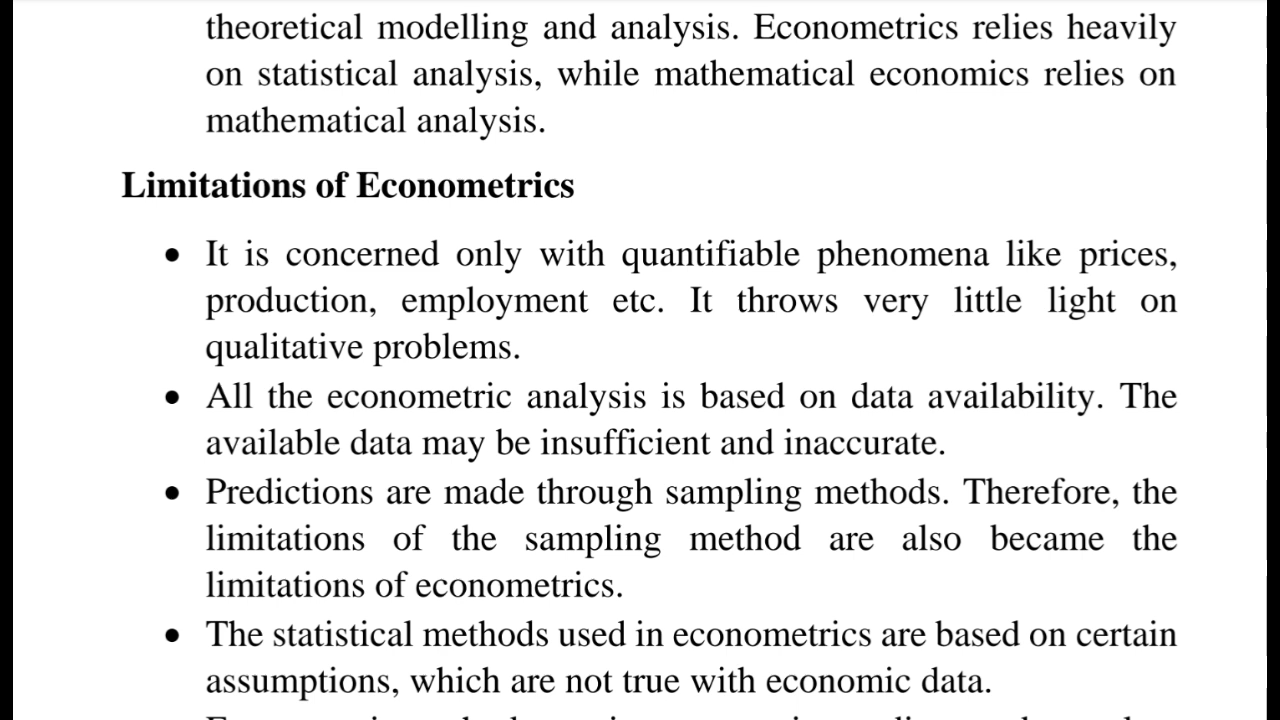 theoretical modelling and analysis. Econometrics relies heavily
on statistical analysis, while mathematical economics relies on
mathematical analysis.
Limitations of Econometrics
• It is concerned only with quantifiable phenomena like prices,
production, employment etc. It throws very little light on
qualitative problems.
• All the econometric analysis is based on data availability. The
available data may be insufficient and inaccurate.
• Predictions are made through sampling methods. Therefore, the
limitations of the sampling method are also became the
limitations of econometrics.
• The statistical methods used in econometrics are based on certain
assumptions, which are not true with economic data.